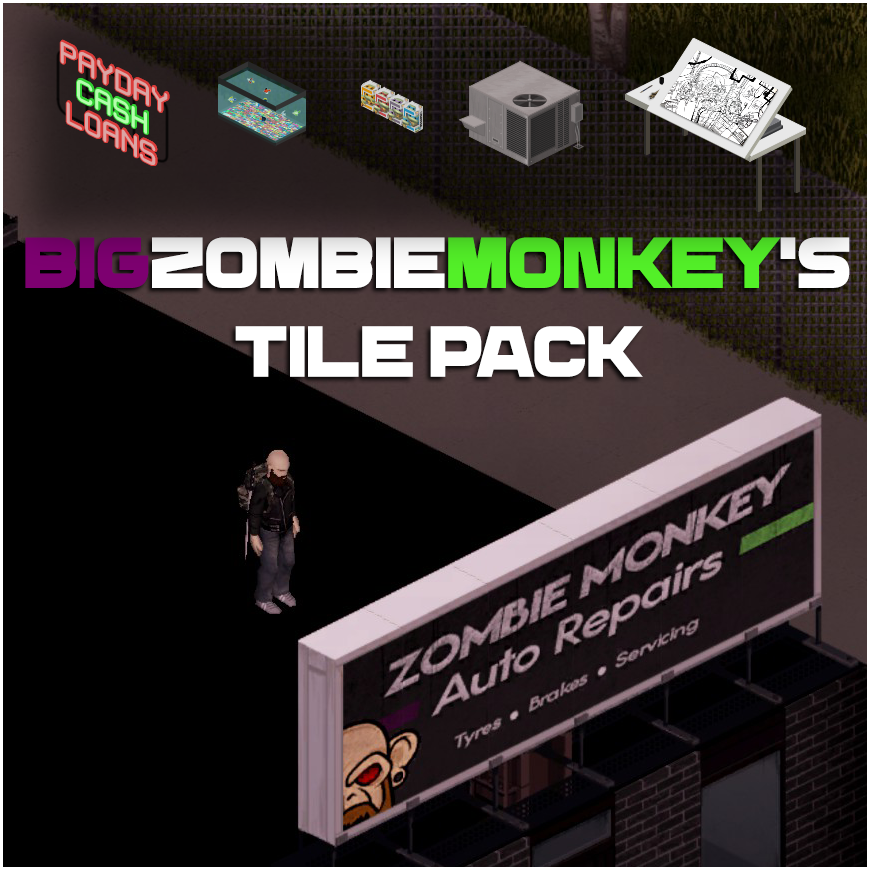 PAYDAY
CASH
LOANS
BIGZOMBIEMONKEY'S
TILE PACK
ZOMBIE MONKEY
Auto Repairs
Tyres • Brakes • Servicing